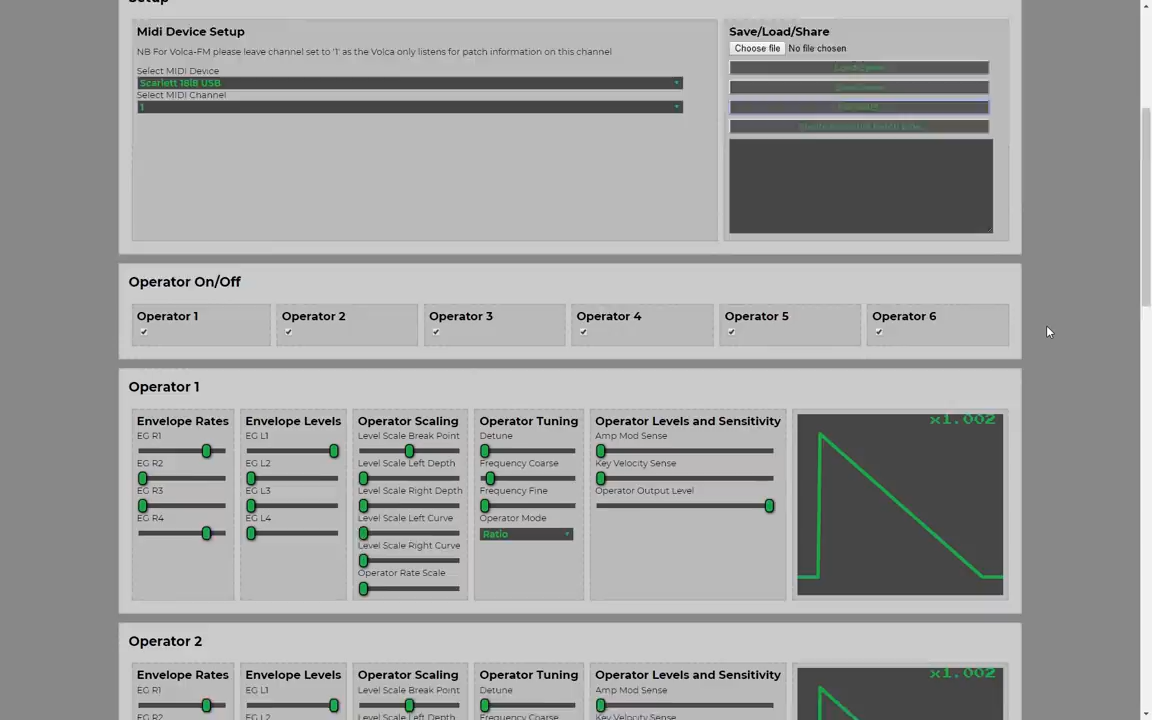 Setup
Midi Device Setup
NB For Volca-FM please leave channel set to '1' as the Volca only listens for patch information on this channel
Select MIDI Device
Scarlett 18i8 USB
Select MIDI Channel
1
Save/Load/Share
Choose file No file chosen
Operator On/Off
Operator 1
Operator 2
Operator 3
Operator 4
Operator 5
Operator 6
Operator 1
Envelope Rates
EG R1
EG R2
EG R3
EG R4
Envelope Levels
EG L1
EG L2
EG L3
EG L4
Operator Scaling
Level Scale Break Point
Level Scale Left Depth
Level Scale Right Depth
Level Scale Left Curve
Level Scale Right Curve
Operator Rate Scale
Operator Tuning
Detune
Frequency Coarse
Frequency Fine
Operator Mode
Ratio
Operator Levels and Sensitivity
Amp Mod Sense
Key Velocity Sense
Operator Output Level
x1.002
Operator 2
Envelope Rates
EG R1
EG R2
Envelope Levels
EG L1
EG L2
Operator Scaling
Level Scale Break Point
Level Scale Left Depth
Operator Tuning
Detune
Frequency Coarse
Operator Levels and Sensitivity
Amp Mod Sense
Key Velocity Sense
x1.002